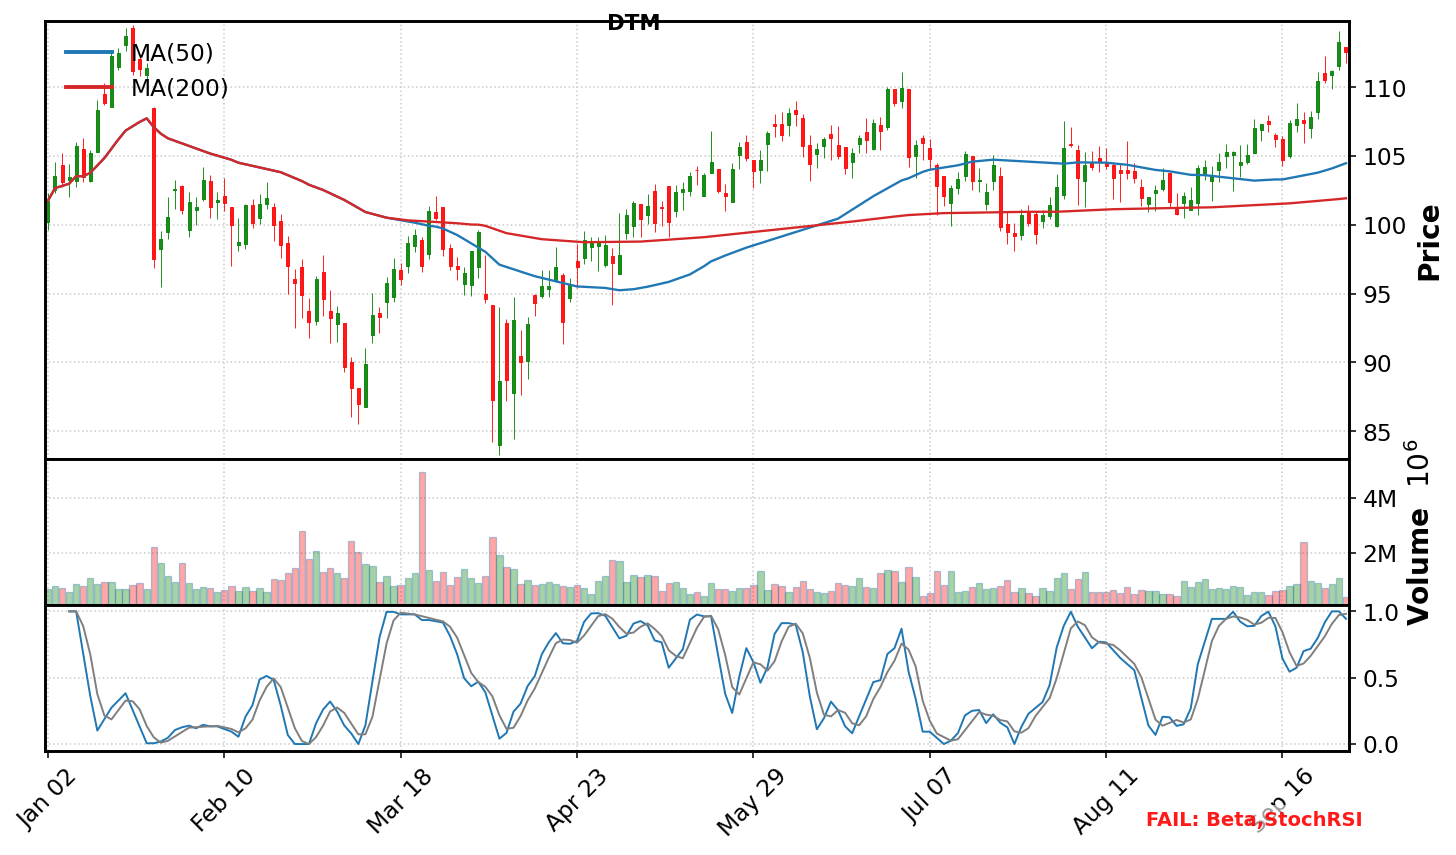 DTM
MA(50)
MA(200)
110
105
100
95
90
85
Price
10^6
4M
2M
Volume
1.0
0.5
0.0
Jan 02
Feb 10
Mar 18
Apr 23
May 29
Jul 07
Aug 11
Sep 16
FAIL: Beta,StochRSI